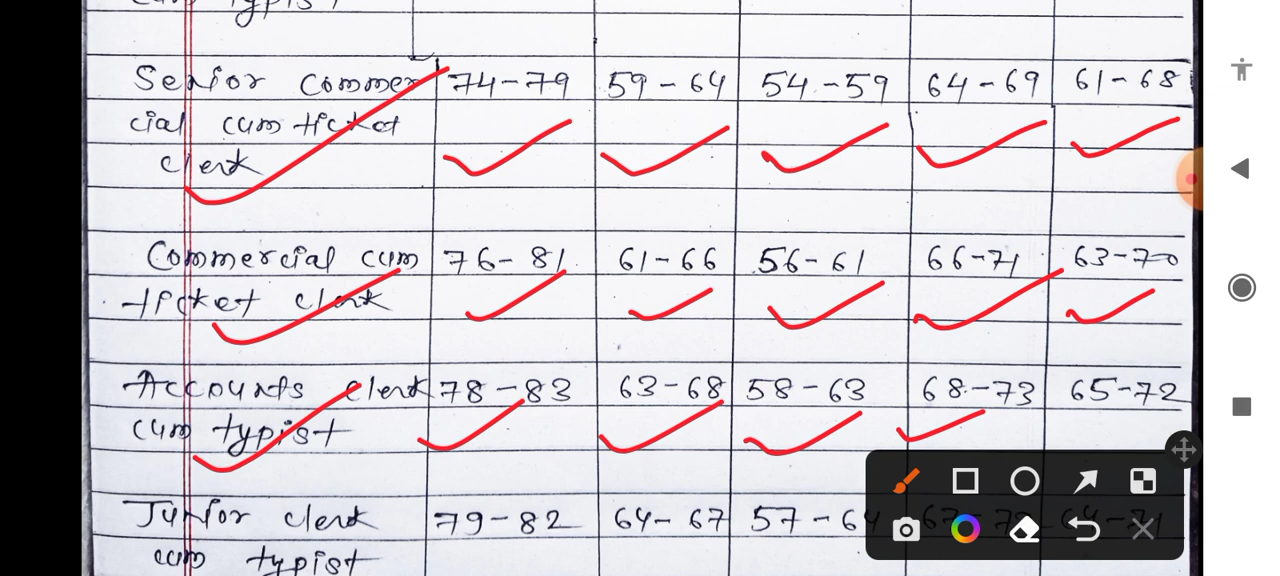 Senior Commer 74-79 59-64 54-59 64-69 61-68
cial cum ticket
clerk
Commercial cum 76-81 61-66 56-61 66-71 63-70
ticket clerk
Accounts clerk 78-83 63-68 58-63 68-73 65-72
cum typist
Junior clerk 79-82 64-67 57-64
cum typist